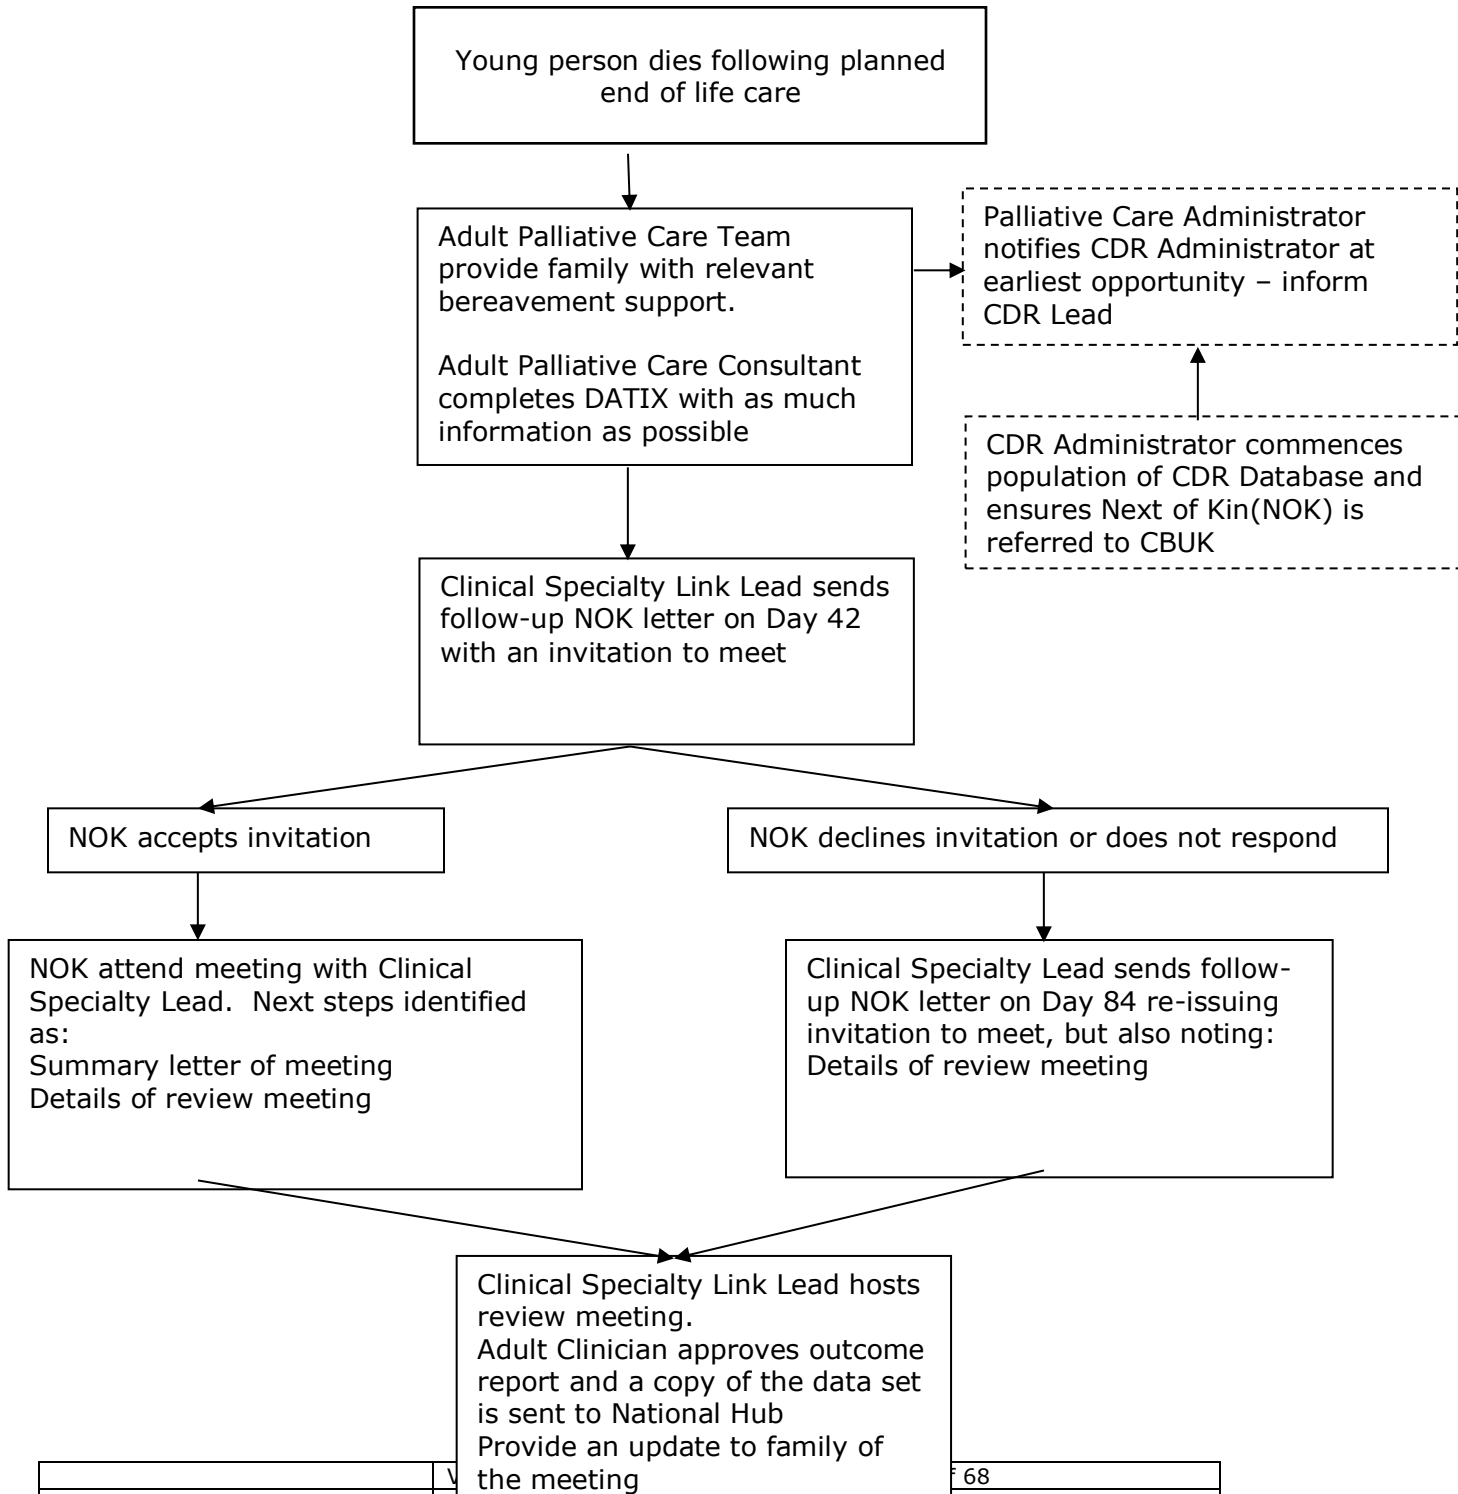 Young person dies following planned
end of life care
Adult Palliative Care Team
provide family with relevant
bereavement support.
Adult Palliative Care Consultant
completes DATIX with as much
information as possible
Palliative Care Administrator
notifies CDR Administrator at
earliest opportunity – inform
CDR Lead
CDR Administrator commences
population of CDR Database and
ensures Next of Kin(NOK) is
referred to CBUK
Clinical Specialty Link Lead sends
follow-up NOK letter on Day 42
with an invitation to meet
NOK accepts invitation
NOK declines invitation or does not respond
NOK attend meeting with Clinical
Specialty Lead.  Next steps identified
as:
Summary letter of meeting
Details of review meeting
Clinical Specialty Lead sends follow-
up NOK letter on Day 84 re-issuing
invitation to meet, but also noting:
Details of review meeting
Clinical Specialty Link Lead hosts
review meeting.
Adult Clinician approves outcome
report and a copy of the data set
is sent to National Hub
Provide an update to family of
the meeting
68